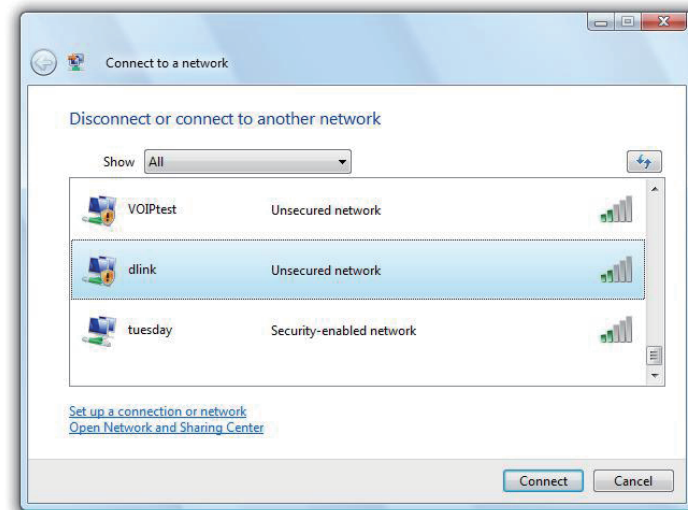 Connect to a network
Disconnect or connect to another network
Show All
VOIPtest Unsecured network
dlink Unsecured network
tuesday Security-enabled network
Set up a connection or network
Open Network and Sharing Center
Connect Cancel